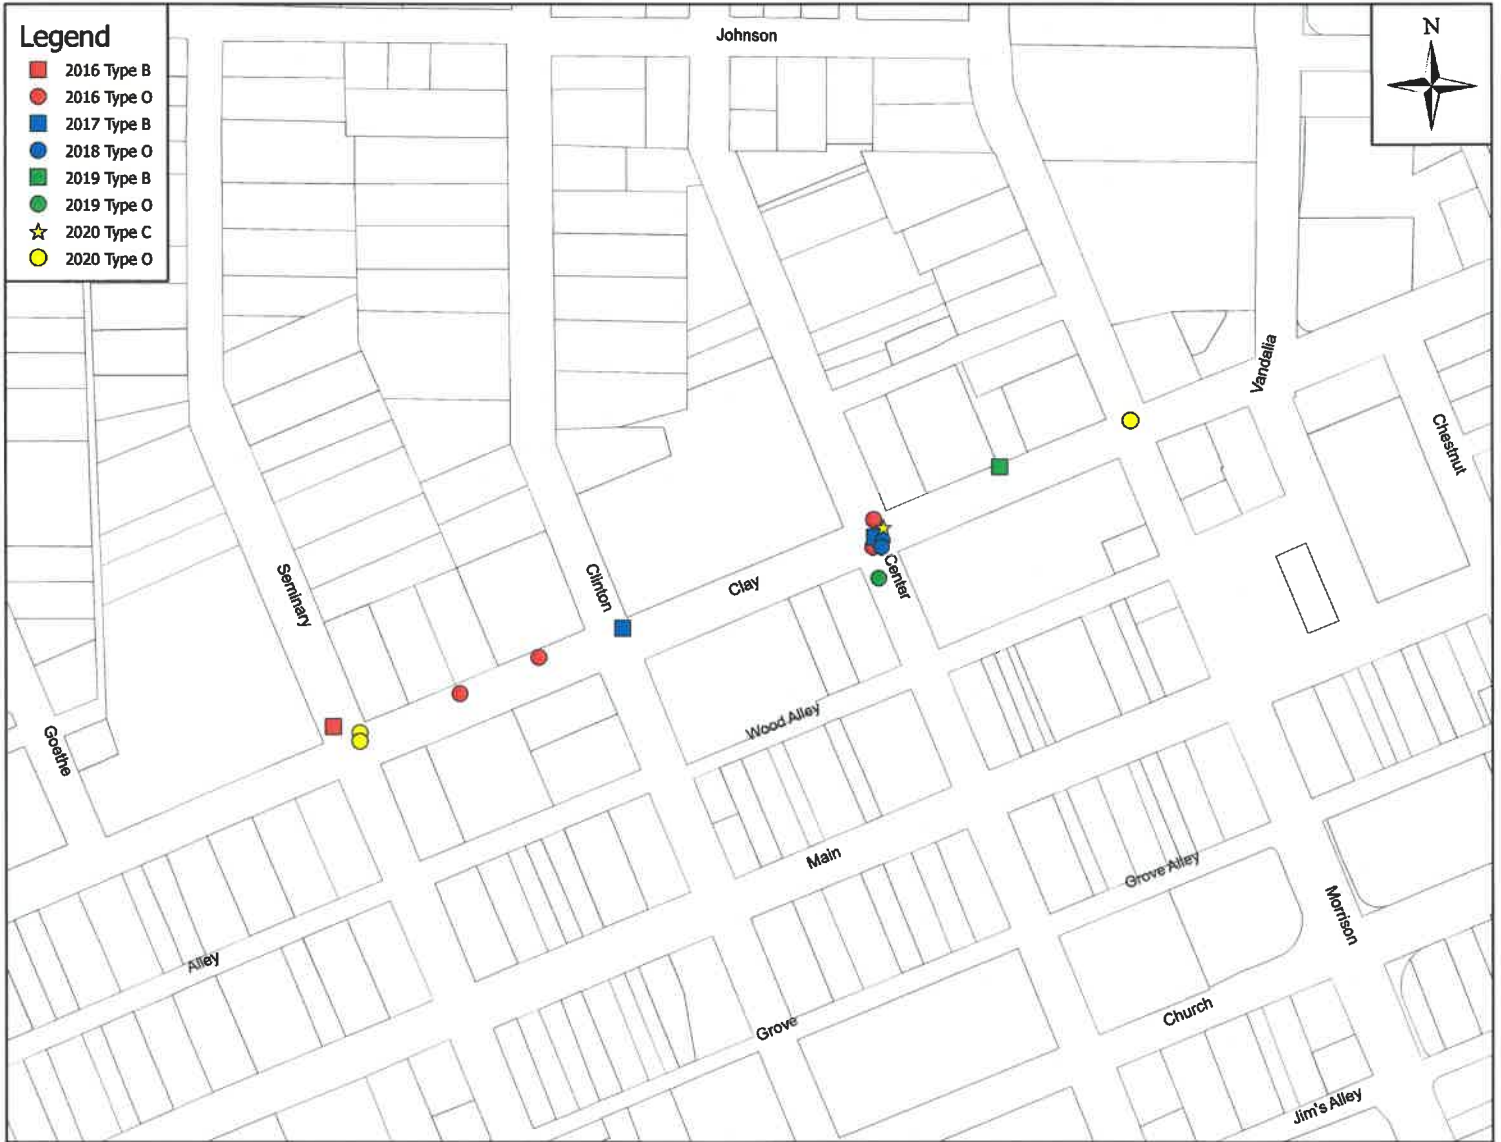 Legend
2016 Type B
2016 Type O
2017 Type B
2018 Type O
2019 Type B
2019 Type O
2020 Type C
2020 Type O
N
Johnson
Vandalia
Chestnut
Seminary
Clinton
Clay
Center
Goethe
Wood Alley
Main
Grove Alley
Morrison
Alley
Grove
Church
Jim's Alley